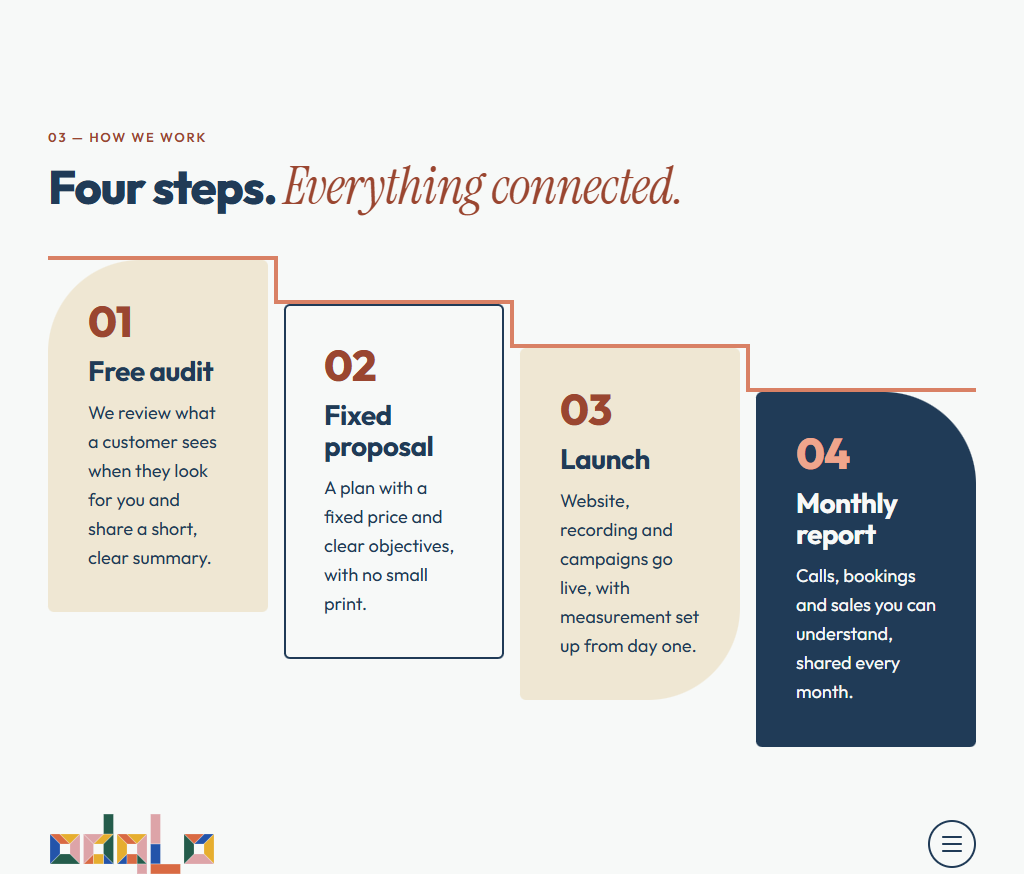 03 — HOW WE WORK
Four steps. Everything connected.
01
Free audit
We review what
a customer sees
when they look
for you and
share a short,
clear summary.
02
Fixed
proposal
A plan with a
fixed price and
clear objectives,
with no small
print.
03
Launch
Website,
recording and
campaigns go
live, with
measurement set
up from day one.
04
Monthly
report
Calls, bookings
and sales you can
understand,
shared every
month.